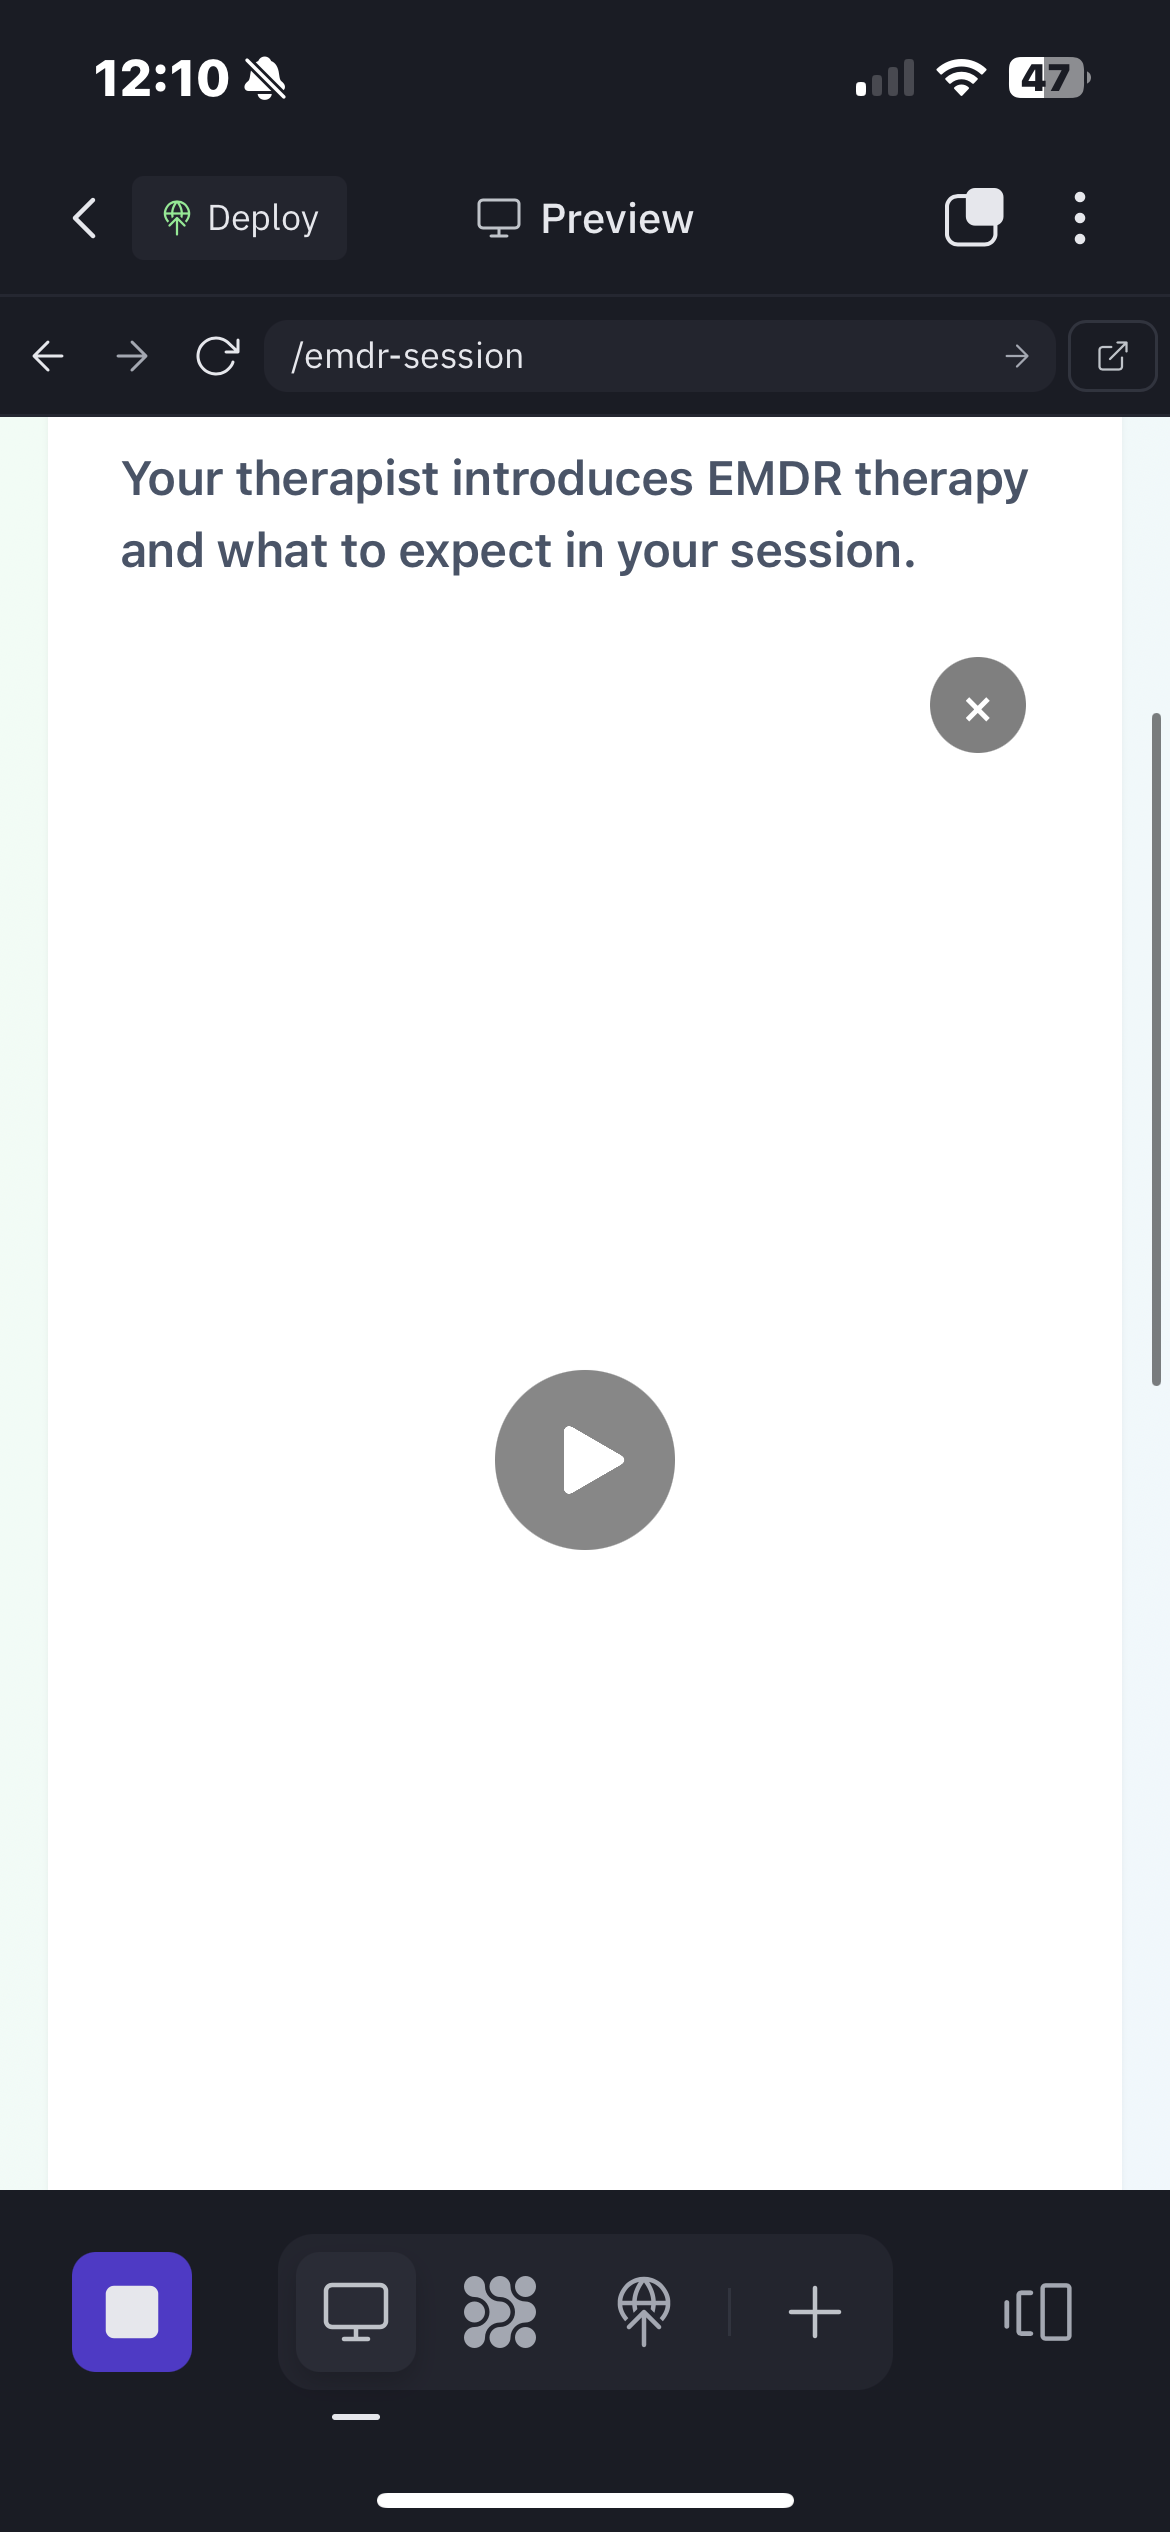 12:10
47
Deploy
Preview
/emdr-session
Your therapist introduces EMDR therapy
and what to expect in your session.